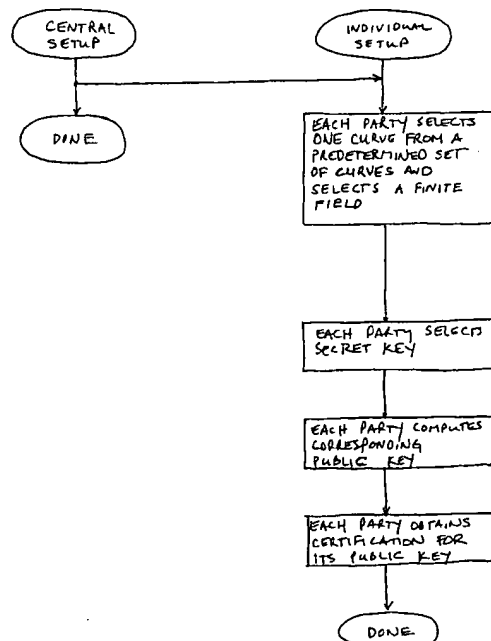 CENTRAL
SETUP
INDIVIDUAL
SETUP
DONE
EACH PARTY SELECTS
ONE CURVE FROM A
PREDETERMINED SET
OF CURVES AND
SELECTS A FINITE
FIELD
EACH PARTY SELECTS
SECRET KEY
EACH PARTY COMPUTES
CORRESPONDING
PUBLIC KEY
EACH PARTY OBTAINS
CERTIFICATION FOR
ITS PUBLIC KEY
DONE